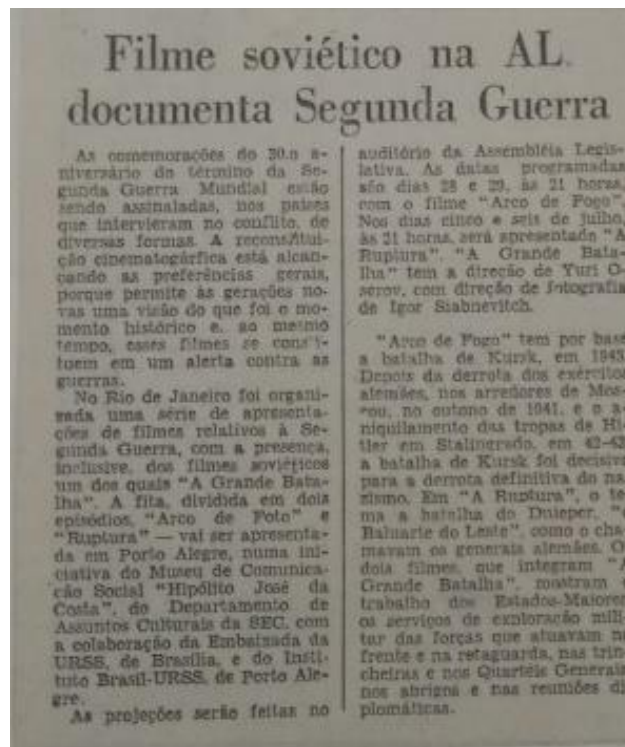 Filme soviético na AL
documenta Segunda Guerra
As comemorações do 30.o a-
niversário do término da Se-
gunda Guerra Mundial estão
sendo assinaladas, nos países
que intervieram no conflito, de
diversas formas. A reconstitui-
ção cinematogárfica está alcan-
çando as preferências gerais,
porque permite às gerações no-
vas uma visão do que foi o mo-
mento histórico e, ao mesmo
tempo, esses filmes se consti-
tuem em um alerta contra as
guerras.
No Rio de Janeiro foi organi-
zada uma série de apresenta-
ções de filmes relativos à Se-
gunda Guerra, com a presença,
inclusive, dos filmes soviéticos
um dos quais "A Grande Bata-
lha". A fita, dividida em dois
episódios, "Arco de Foto" e
"Ruptura" — vai ser apresenta-
da em Porto Alegre, numa ini-
ciativa do Museu de Comunica-
ção Social "Hipólito José da
Costa", do Departamento de
Assuntos Culturais da SEC, com
a colaboração da Embaixada da
URSS, de Brasília, e do Insti-
tuto Brasil-URSS, de Porto Ale-
gre.
As projeções serão feitas no
auditório da Assembléia Legis-
lativa. As datas programadas
são dias 28 e 29, às 21 horas,
com o filme "Arco de Fogo".
Nos dias cinco e seis de julho,
às 21 horas, será apresentada "A
Ruptura". "A Grande Bata-
lha" tem a direção de Yuri O-
serov, com direção de fotografia
de Igor Slabnevitch.
"Arco de Fogo" tem por base
a batalha de Kursk, em 1943.
Depois da derrota dos exércitos
alemães, nos arredores de Mos-
cou, no outono de 1941, e o a-
niquilamento das tropas de Hi-
tler em Stalingrado, em 42-43
a batalha de Kursk foi decisiva
para a derrota definitiva do na-
zismo. Em "A Ruptura", o te-
ma a batalha do Dnieper, "o
Baluarte do Leste", como o cha-
mavam os generais alemães. O
dois filmes, que integram "A
Grande Batalha", mostram o
trabalho dos Estados-Maiores
os serviços de exploração mili-
tar das forças que atuavam na
frente e na retaguarda, nas trin-
cheiras e nos Quartéis Generais
nos abrigos e nas reuniões di
plomáticas.